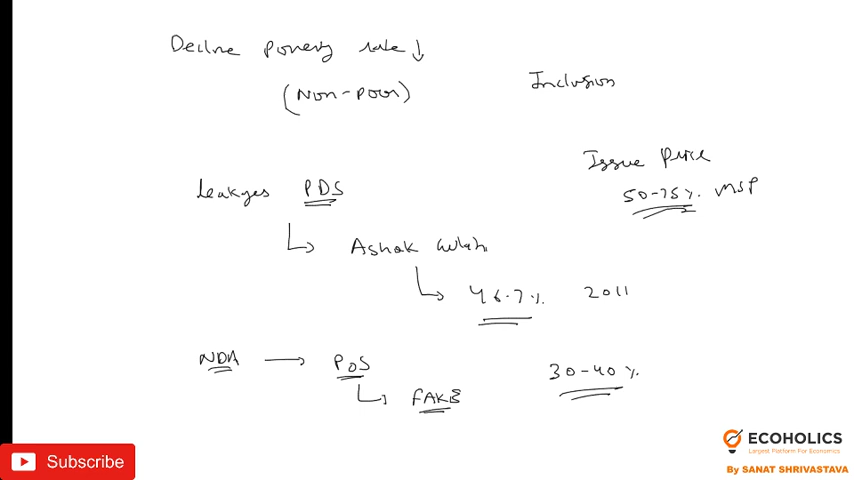 Decline Poverty rate ↓
(Non-Poor)
Inclusion
Issue Price
50-75% MSP
Leakges PDS
Ashok Gulati
46.7% 2011
NDA → POS
30-40%
FAKE
Subscribe
ECOHOLICS
Largest Platform For Economics
By SANAT SHRIVASTAVA